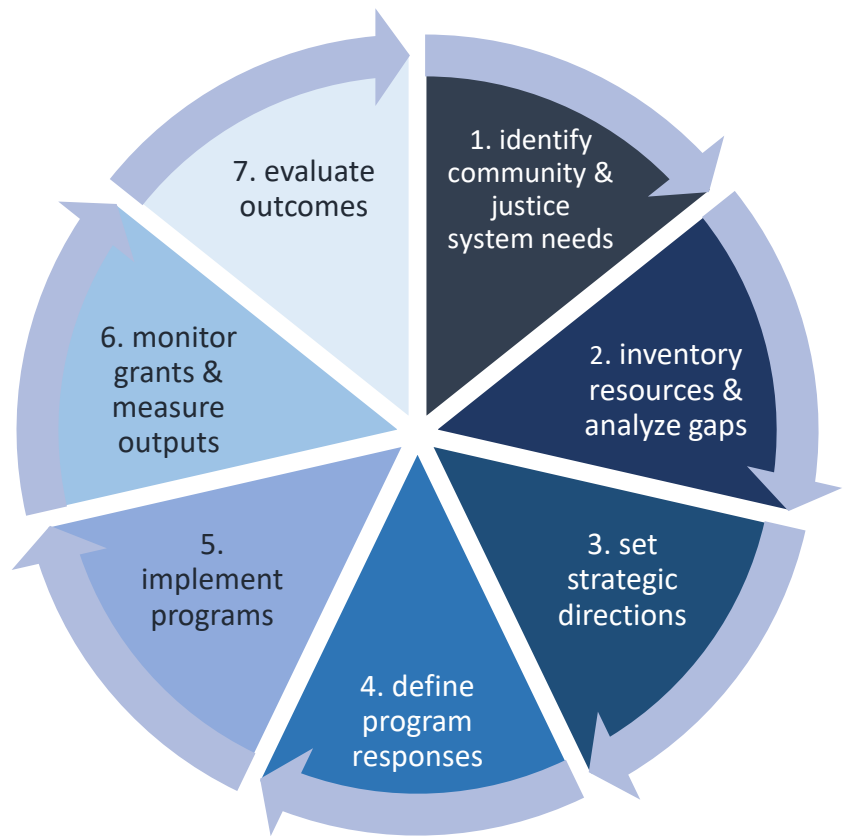 1. identify
community &
justice
system needs
2. inventory
resources &
analyze gaps
3. set
strategic
directions
4. define
program
responses
5.
implement
programs
6. monitor
grants &
measure
outputs
7. evaluate
outcomes